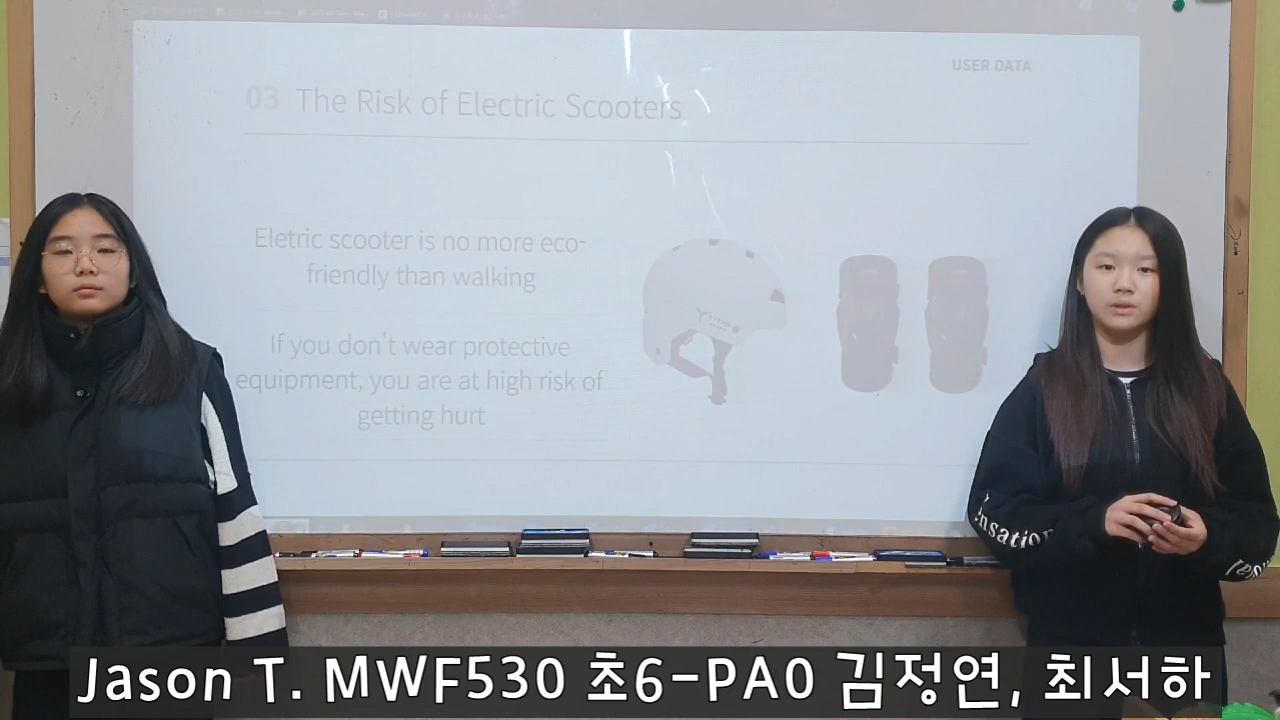 USER DATA
03 The Risk of Electric Scooters
Eletric scooter is no more eco-
friendly than walking
If you don't wear protective
equipment, you are at high risk of
getting hurt
ensation
Jason T. MWF530 초6-PA0 김정연, 최서하